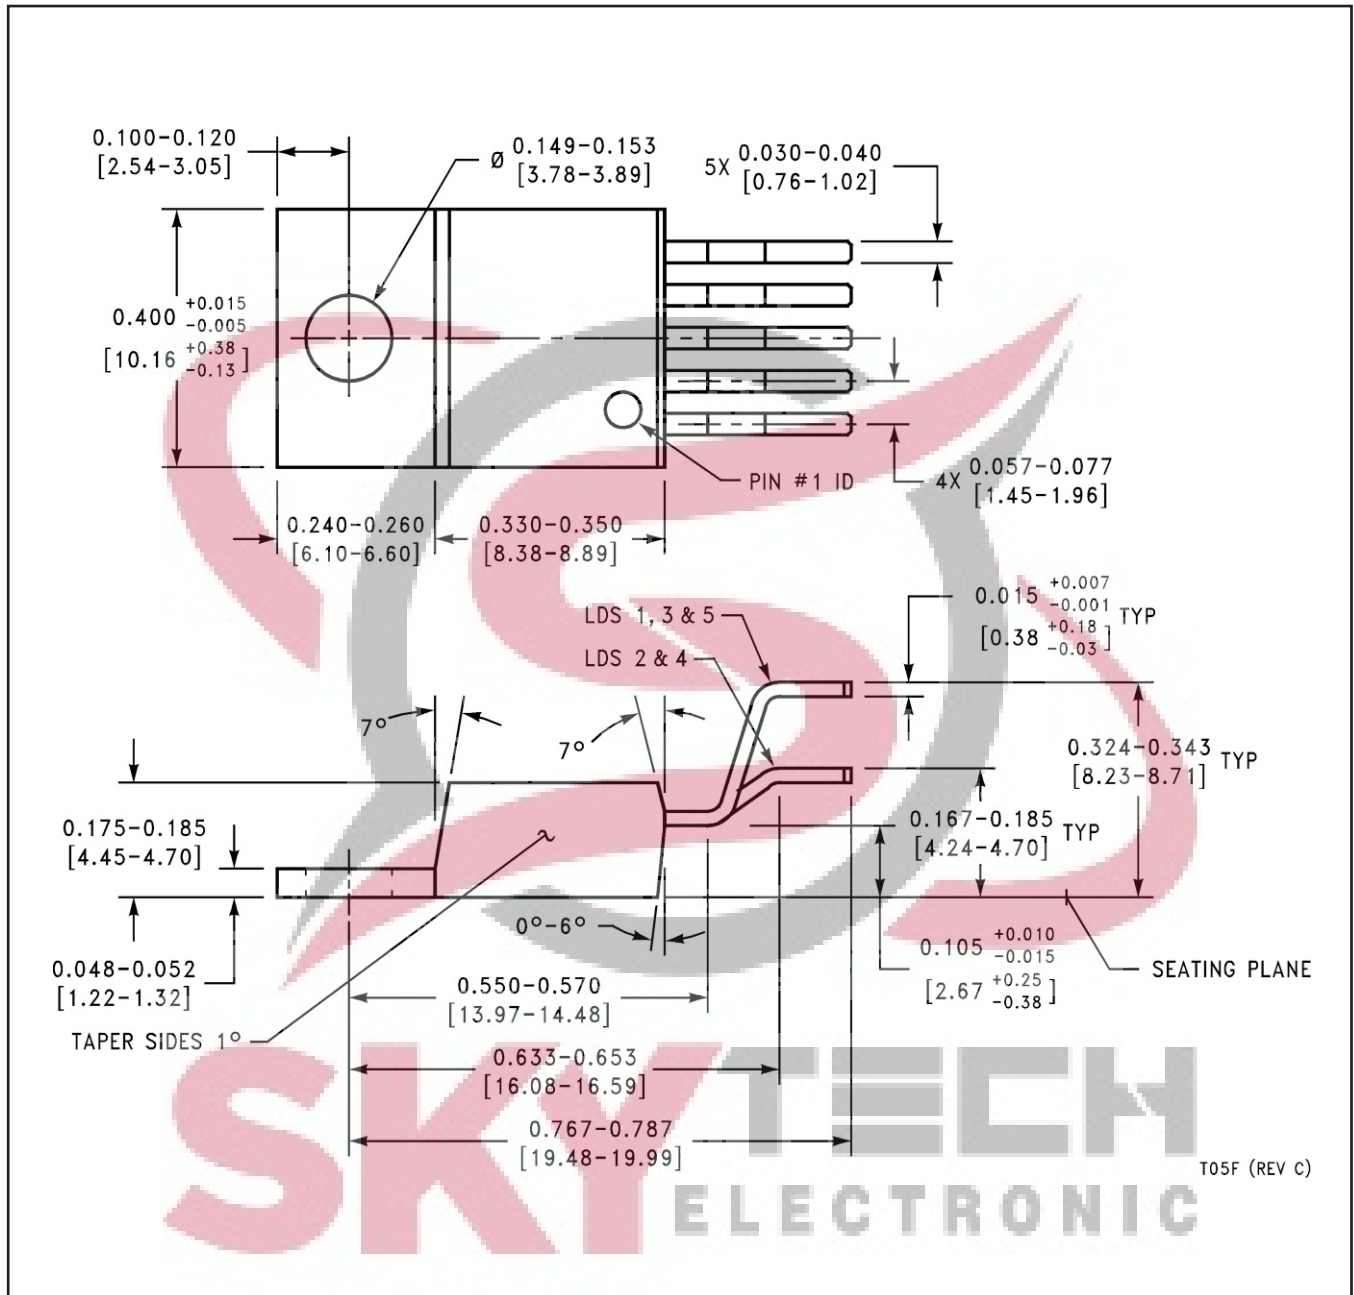 0.100-0.120
[2.54-3.05]
Ø 0.149-0.153
[3.78-3.89]
5X 0.030-0.040
[0.76-1.02]
0.400 +0.015
-0.005
[10.16 +0.38
-0.13]
PIN #1 ID
4X 0.057-0.077
[1.45-1.96]
0.240-0.260
[6.10-6.60]
0.330-0.350
[8.38-8.89]
LDS 1, 3 & 5
LDS 2 & 4
0.015 +0.007
-0.001
[0.38 +0.18
-0.03] TYP
7°
7°
0.324-0.343
[8.23-8.71] TYP
0.175-0.185
[4.45-4.70]
0.167-0.185
[4.24-4.70] TYP
0°-6°
0.105 +0.010
-0.015
[2.67 +0.25
-0.38]
SEATING PLANE
0.048-0.052
[1.22-1.32]
0.550-0.570
[13.97-14.48]
TAPER SIDES 1°
0.633-0.653
[16.08-16.59]
0.767-0.787
[19.48-19.99]
SKY TECH
ELECTRONIC
T05F (REV C)